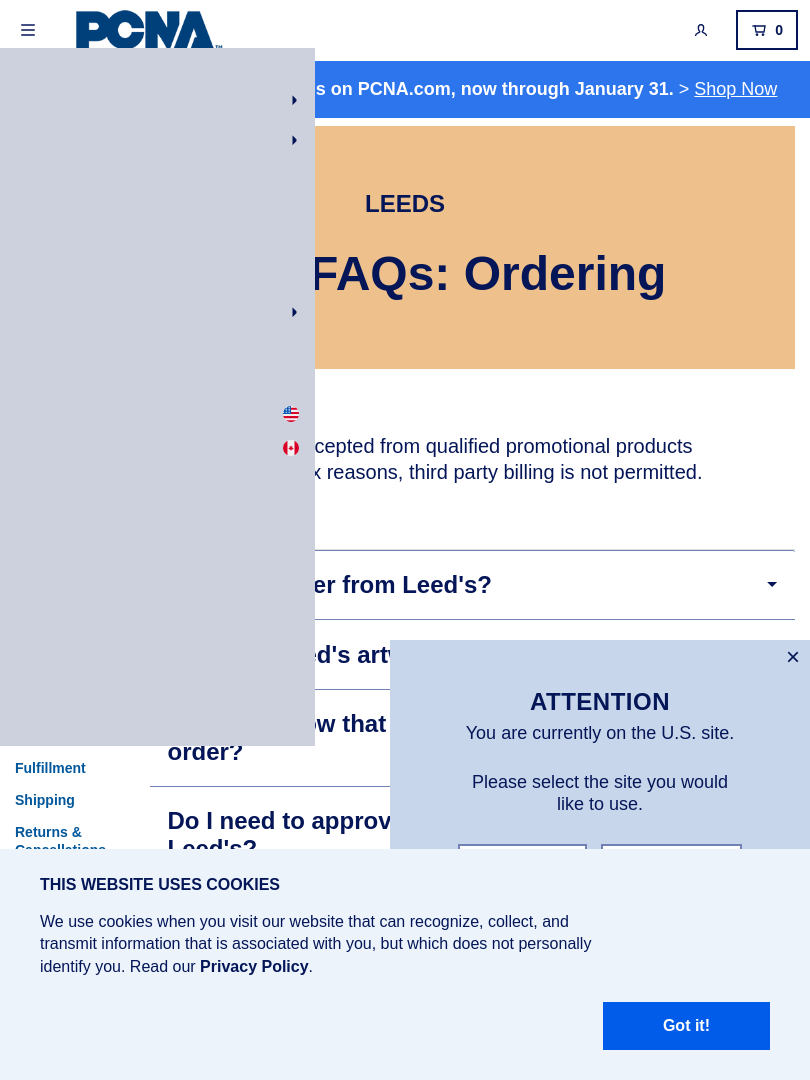 PCNA™
0
s on PCNA.com, now through January 31. > Shop Now
LEEDS
FAQs: Ordering
cepted from qualified promotional products
x reasons, third party billing is not permitted.
er from Leed's?
ed's
ow that
order?
Do I need to approv
Leed's?
Fulfillment
Shipping
Returns &
Cancellations
×
ATTENTION
You are currently on the U.S. site.
Please select the site you would
like to use.
THIS WEBSITE USES COOKIES
We use cookies when you visit our website that can recognize, collect, and
transmit information that is associated with you, but which does not personally
identify you. Read our Privacy Policy.
Got it!